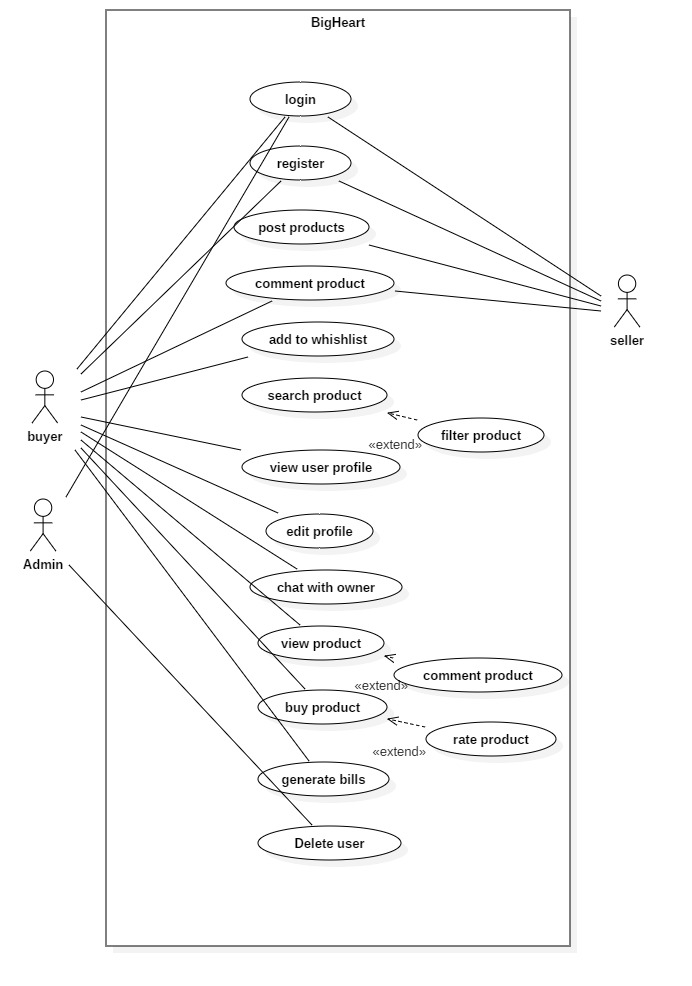 BigHeart
login
register
post products
comment product
seller
add to whishlist
search product
buyer
filter product
«extend»
view user profile
edit profile
Admin
chat with owner
view product
comment product
«extend»
buy product
rate product
«extend»
generate bills
Delete user